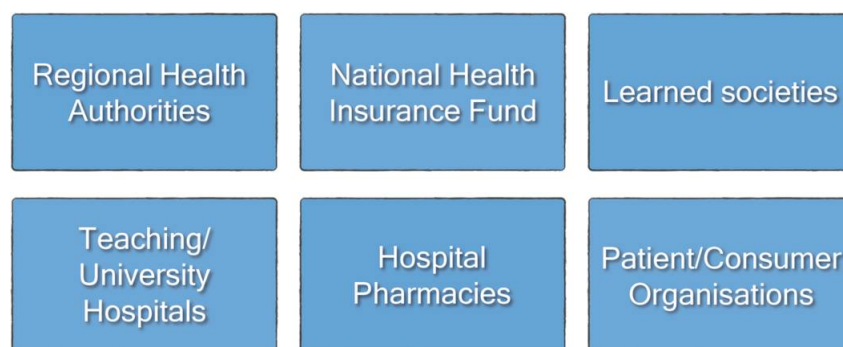 Regional Health
Authorities
National Health
Insurance Fund
Learned societies
Teaching/
University
Hospitals
Hospital
Pharmacies
Patient/Consumer
Organisations